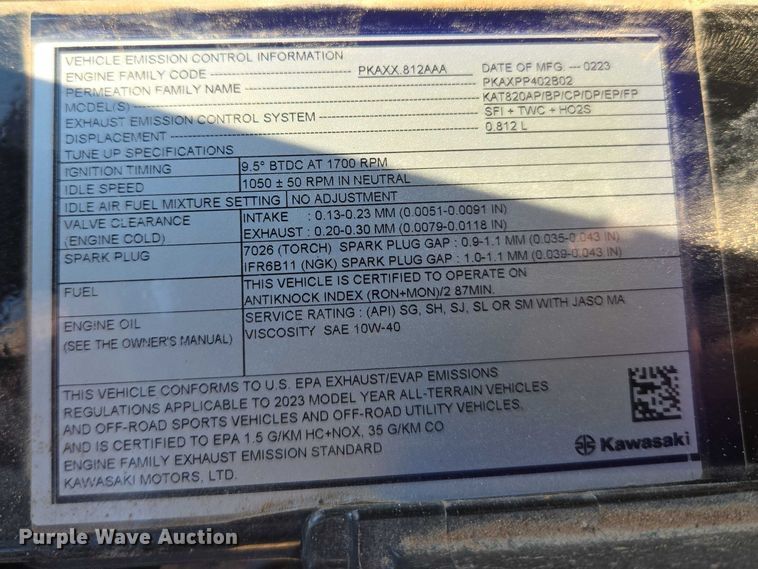 VEHICLE EMISSION CONTROL INFORMATION
ENGINE FAMILY CODE ---------------------- PKAXX.812AAA DATE OF MFG. --- 0223
PERMEATION FAMILY NAME ---------------------- PKAXPP402B02
MODEL(S) ---------------------- KAT820AP/BP/CP/DP/EP/FP
EXHAUST EMISSION CONTROL SYSTEM ---------------------- SFI + TWC + HO2S
DISPLACEMENT ---------------------- 0.812 L
TUNE UP SPECIFICATIONS
IGNITION TIMING 9.5° BTDC AT 1700 RPM
IDLE SPEED 1050 ± 50 RPM IN NEUTRAL
IDLE AIR FUEL MIXTURE SETTING NO ADJUSTMENT
VALVE CLEARANCE INTAKE : 0.13-0.23 MM (0.0051-0.0091 IN)
(ENGINE COLD) EXHAUST : 0.20-0.30 MM (0.0079-0.0118 IN)
SPARK PLUG 7026 (TORCH) SPARK PLUG GAP : 0.9-1.1 MM (0.035-0.043 IN)
IFR6B11 (NGK) SPARK PLUG GAP : 1.0-1.1 MM (0.039-0.043 IN)
FUEL THIS VEHICLE IS CERTIFIED TO OPERATE ON
ANTIKNOCK INDEX (RON+MON)/2 87MIN.
ENGINE OIL SERVICE RATING : (API) SG, SH, SJ, SL OR SM WITH JASO MA
(SEE THE OWNER'S MANUAL) VISCOSITY SAE 10W-40
THIS VEHICLE CONFORMS TO U.S. EPA EXHAUST/EVAP EMISSIONS
REGULATIONS APPLICABLE TO 2023 MODEL YEAR ALL-TERRAIN VEHICLES
AND OFF-ROAD SPORTS VEHICLES AND OFF-ROAD UTILITY VEHICLES,
AND IS CERTIFIED TO EPA 1.5 G/KM HC+NOX, 35 G/KM CO
ENGINE FAMILY EXHAUST EMISSION STANDARD
KAWASAKI MOTORS, LTD.
Kawasaki
Purple Wave Auction